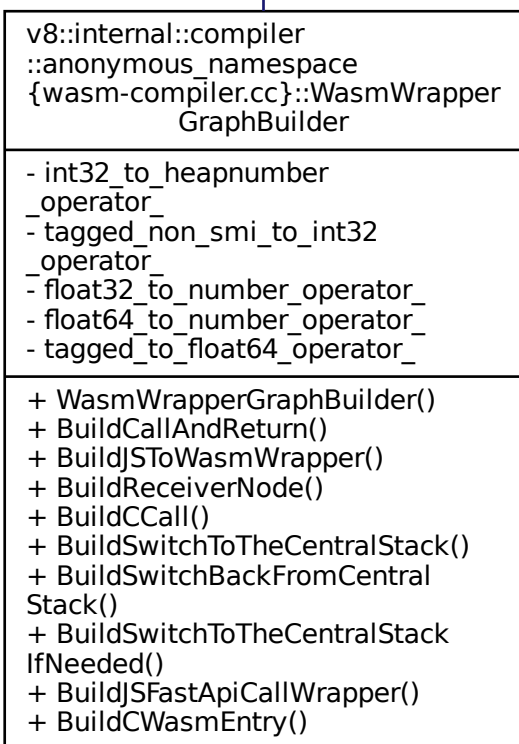 v8::internal::compiler
::anonymous_namespace
{wasm-compiler.cc}::WasmWrapper
GraphBuilder
- int32_to_heapnumber
_operator_
- tagged_non_smi_to_int32
_operator_
- float32_to_number_operator_
- float64_to_number_operator_
- tagged_to_float64_operator_
+ WasmWrapperGraphBuilder()
+ BuildCallAndReturn()
+ BuildJSToWasmWrapper()
+ BuildReceiverNode()
+ BuildCCall()
+ BuildSwitchToTheCentralStack()
+ BuildSwitchBackFromCentral
Stack()
+ BuildSwitchToTheCentralStack
IfNeeded()
+ BuildJSFastApiCallWrapper()
+ BuildCWasmEntry()